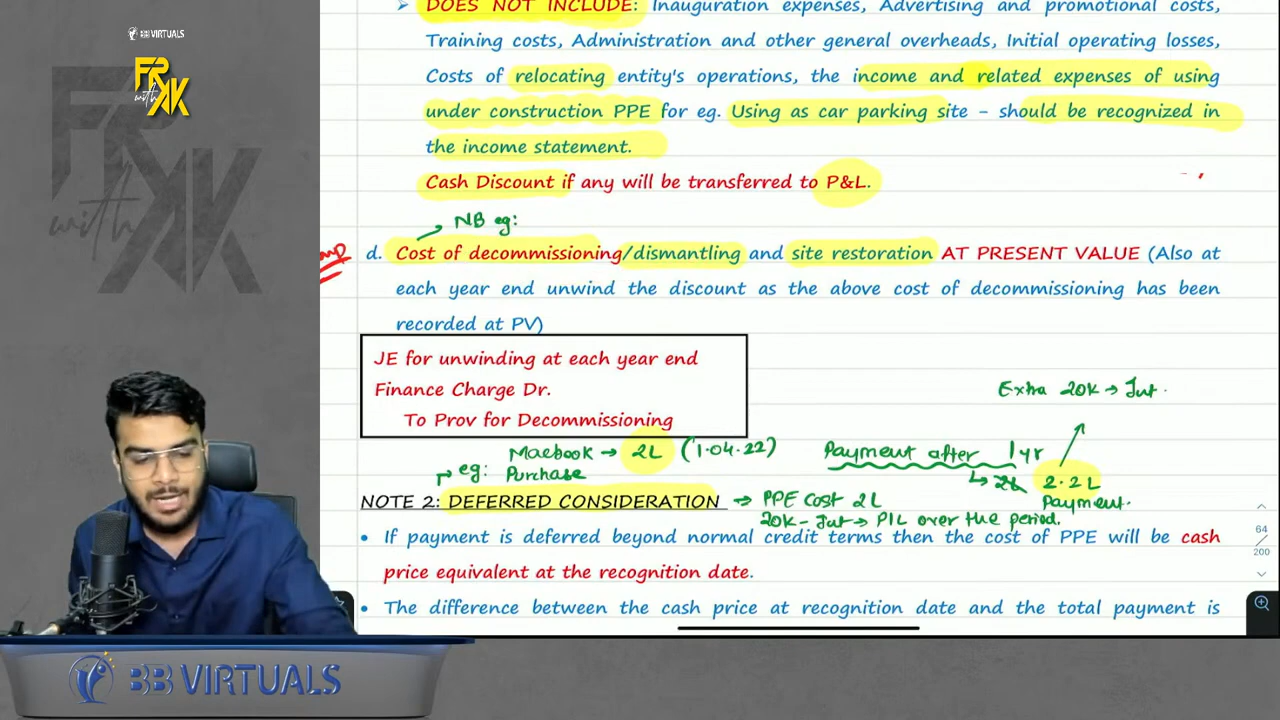 DOES NOT INCLUDE: Inauguration expenses, Advertising and promotional costs,
Training costs, Administration and other general overheads, Initial operating losses,
Costs of relocating entity's operations, the income and related expenses of using
under construction PPE for eg. Using as car parking site - should be recognized in
the income statement.
Cash Discount if any will be transferred to P&L.
NB eg:
d. Cost of decommissioning/dismantling and site restoration AT PRESENT VALUE (Also at
each year end unwind the discount as the above cost of decommissioning has been
recorded at PV)
JE for unwinding at each year end
Finance Charge Dr.
To Prov for Decommissioning
Extra 20K → Int.
Macbook → 2L (1.04.22)
Payment after 1yr
eg: Purchase
2L 2.2L
Payment.
NOTE 2: DEFERRED CONSIDERATION → PPE Cost 2L
20K - Int → P/L over the period.
• If payment is deferred beyond normal credit terms then the cost of PPE will be cash
price equivalent at the recognition date.
• The difference between the cash price at recognition date and the total payment is
64
200
BB VIRTUALS
FR with AK
FR with AK
BB VIRTUALS